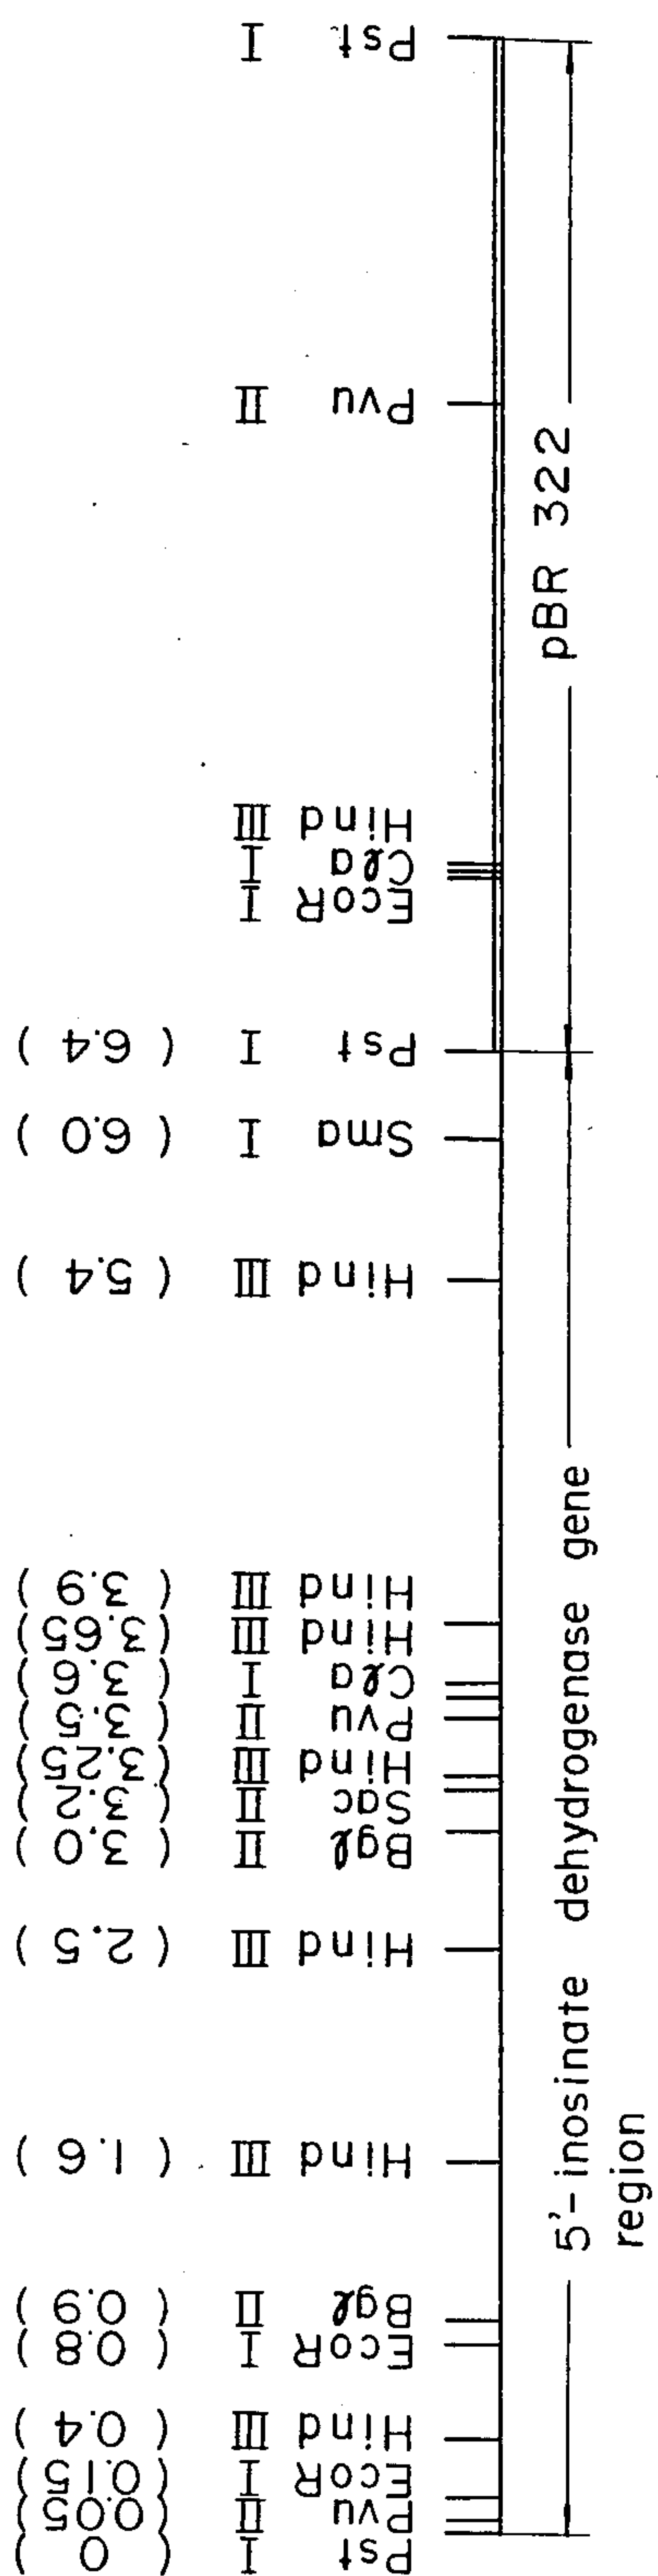 Pst I ( 0 )
Pvu II ( 0.05 )
EcoR I ( 0.15 )
Hind III ( 0.4 )
EcoR I ( 0.8 )
Bgl II ( 0.9 )
Hind III ( 1.6 )
Hind III ( 2.5 )
Bgl II ( 3.0 )
Sac II ( 3.2 )
Hind III ( 3.25 )
Pvu II ( 3.5 )
Cla I ( 3.6 )
Hind III ( 3.65 )
Hind III ( 3.9 )
Hind III ( 5.4 )
Sma I ( 6.0 )
Pst I ( 6.4 )
EcoR I
Cla I
Hind III
Pvu II
Pst I
5'-inosinate dehydrogenase gene
region
pBR 322